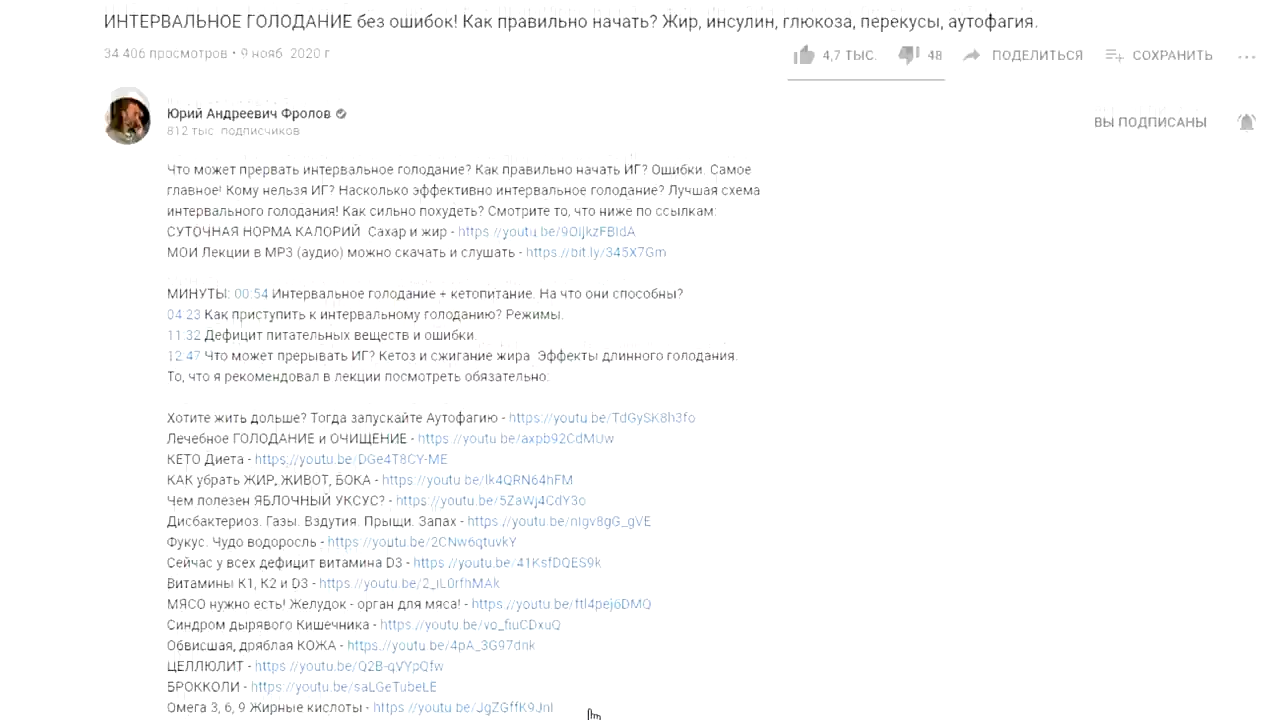 ИНТЕРВАЛЬНОЕ ГОЛОДАНИЕ без ошибок! Как правильно начать? Жир, инсулин, глюкоза, перекусы, аутофагия.
34 406 просмотров • 9 нояб. 2020 г.
4,7 ТЫС. 48 ПОДЕЛИТЬСЯ СОХРАНИТЬ ...
Юрий Андреевич Фролов
812 тыс. подписчиков
ВЫ ПОДПИСАНЫ
Что может прервать интервальное голодание? Как правильно начать ИГ? Ошибки. Самое
главное! Кому нельзя ИГ? Насколько эффективно интервальное голодание? Лучшая схема
интервального голодания! Как сильно похудеть? Смотрите то, что ниже по ссылкам:
СУТОЧНАЯ НОРМА КАЛОРИЙ. Сахар и жир - https://youtu.be/9OIjkzFBIdA
МОИ Лекции в MP3 (аудио) можно скачать и слушать - https://bit.ly/345X7Gm
МИНУТЫ: 00:54 Интервальное голодание + кетопитание. На что они способны?
04:23 Как приступить к интервальному голоданию? Режимы.
11:32 Дефицит питательных веществ и ошибки.
12:47 Что может прерывать ИГ? Кетоз и сжигание жира. Эффекты длинного голодания.
То, что я рекомендовал в лекции посмотреть обязательно:
Хотите жить дольше? Тогда запускайте Аутофагию - https://youtu.be/TdGySK8h3fo
Лечебное ГОЛОДАНИЕ и ОЧИЩЕНИЕ - https://youtu.be/axpb92CdMUw
КЕТО Диета - https://youtu.be/DGe4T8CY-ME
КАК убрать ЖИР, ЖИВОТ, БОКА - https://youtu.be/lk4QRN64hFM
Чем полезен ЯБЛОЧНЫЙ УКСУС? - https://youtu.be/5ZaWj4CdY3o
Дисбактериоз. Газы. Вздутия. Прыщи. Запах - https://youtu.be/nIgv8gG_gVE
Фукус. Чудо водоросль - https://youtu.be/2CNw6qtuvkY
Сейчас у всех дефицит витамина D3 - https://youtu.be/41KsfDQES9k
Витамины К1, К2 и D3 - https://youtu.be/2_iL0rfhMAk
МЯСО нужно есть! Желудок - орган для мяса! - https://youtu.be/ftl4pej6DMQ
Синдром дырявого Кишечника - https://youtu.be/vo_fiuCDxuQ
Обвисшая, дряблая КОЖА - https://youtu.be/4pA_3G97dnk
ЦЕЛЛЮЛИТ - https://youtu.be/Q2B-qVYpQfw
БРОККОЛИ - https://youtu.be/saLGeTubeLE
Омега 3, 6, 9 Жирные кислоты - https://youtu.be/JgZGffK9JnI